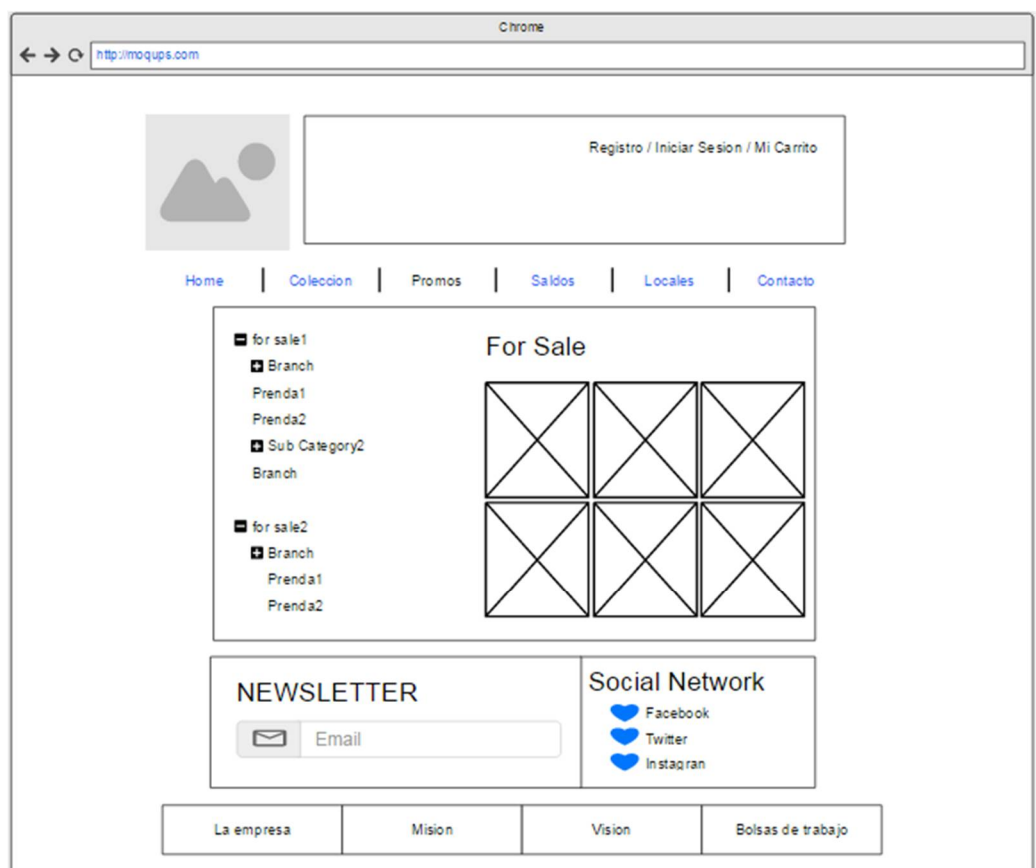 Chrome
http://moqups.com
Registro / Iniciar Sesion / Mi Carrito
Home Coleccion Promos Saldos Locales Contacto
for sale1
Branch
Prenda1
Prenda2
Sub Category2
Branch
for sale2
Branch
Prenda1
Prenda2
For Sale
NEWSLETTER
Email
Social Network
Facebook
Twitter
Instagran
La empresa Mision Vision Bolsas de trabajo